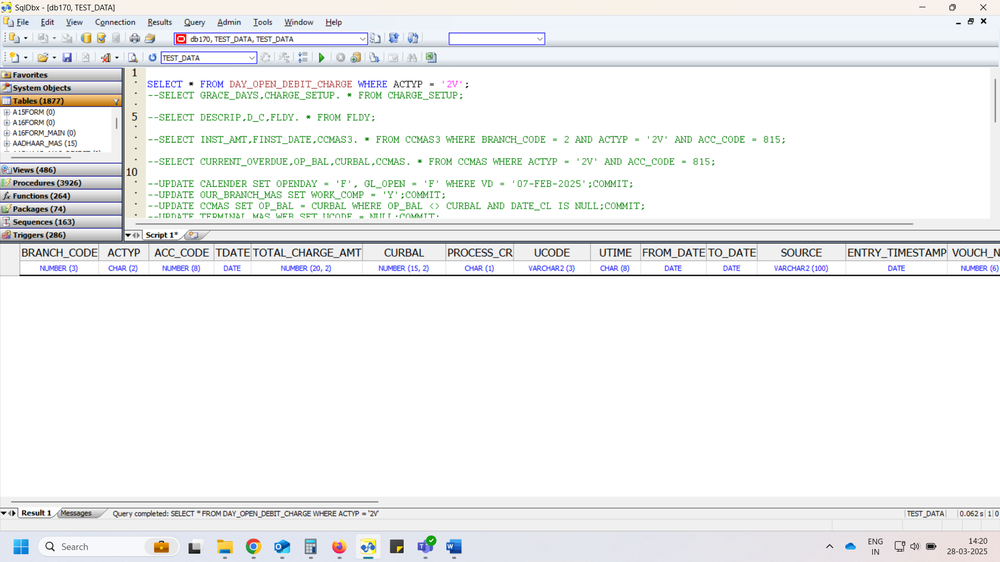 SqlDbx - [db170, TEST_DATA]
File Edit View Connection Results Query Admin Tools Window Help
db170, TEST_DATA, TEST_DATA
TEST_DATA
Favorites
System Objects
Tables (1877)
A15FORM (0)
A16FORM (0)
A16FORM_MAIN (0)
AADHAAR_MAS (15)
Views (486)
Procedures (3926)
Functions (264)
Packages (74)
Sequences (163)
Triggers (286)
1
SELECT * FROM DAY_OPEN_DEBIT_CHARGE WHERE ACTYP = '2V';
--SELECT GRACE_DAYS,CHARGE_SETUP. * FROM CHARGE_SETUP;
5 --SELECT DESCRIP,D_C,FLDY. * FROM FLDY;
--SELECT INST_AMT,FINST_DATE,CCMAS3. * FROM CCMAS3 WHERE BRANCH_CODE = 2 AND ACTYP = '2V' AND ACC_CODE = 815;
--SELECT CURRENT_OVERDUE,OP_BAL,CURBAL,CCMAS. * FROM CCMAS WHERE ACTYP = '2V' AND ACC_CODE = 815;
10
--UPDATE CALENDER SET OPENDAY = 'F', GL_OPEN = 'F' WHERE VD = '07-FEB-2025';COMMIT;
--UPDATE OUR_BRANCH_MAS SET WORK_COMP = 'Y';COMMIT;
--UPDATE CCMAS SET OP_BAL = CURBAL WHERE OP_BAL <> CURBAL AND DATE_CL IS NULL;COMMIT;
--UPDATE TERMINAL_MAS_WEB SET UCODE = NULL;COMMIT;
Script 1*
BRANCH_CODE ACTYP ACC_CODE TDATE TOTAL_CHARGE_AMT CURBAL PROCESS_CR UCODE UTIME FROM_DATE TO_DATE SOURCE ENTRY_TIMESTAMP VOUCH_N
NUMBER (3) CHAR (2) NUMBER (8) DATE NUMBER (20, 2) NUMBER (15, 2) CHAR (1) VARCHAR2 (3) CHAR (8) DATE DATE VARCHAR2 (100) DATE NUMBER (6)
Result 1 Messages Query completed: SELECT * FROM DAY_OPEN_DEBIT_CHARGE WHERE ACTYP = '2V' TEST_DATA 0.062 s 1 0
Search
ENG
IN
14:20
28-03-2025